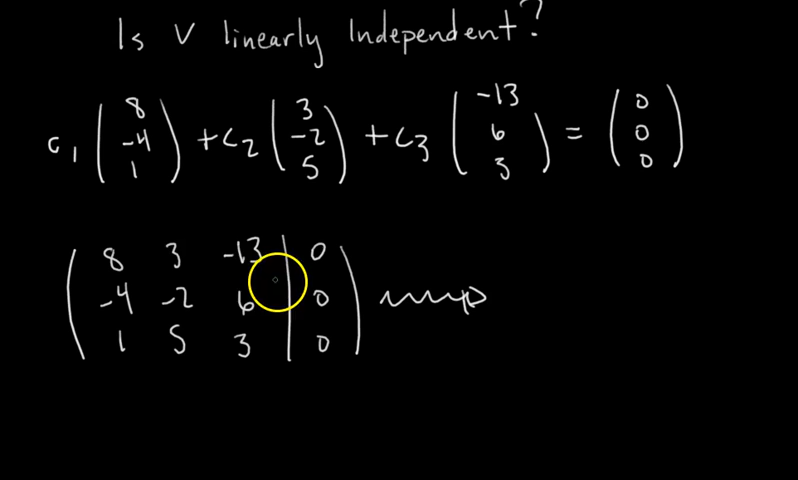 Is V linearly Independent?
c1 (8 -4 1) + c2 (3 -2 5) + c3 (-13 6 3) = (0 0 0)
8 3 -13 | 0
-4 -2 6 | 0
1 5 3 | 0